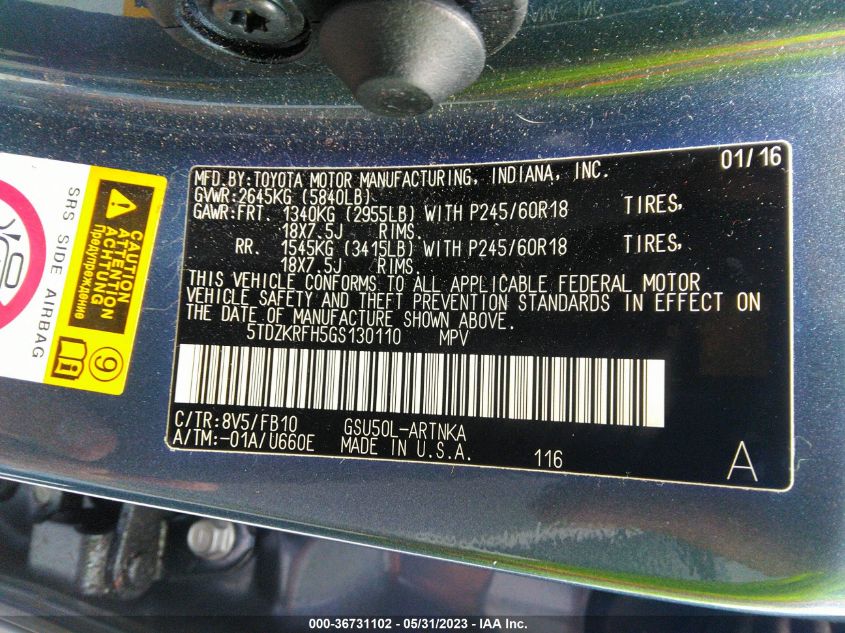 MFD.BY:TOYOTA MOTOR MANUFACTURING, INDIANA, INC. 01/16
GVWR:2645KG (5840LB)
GAWR:FRT. 1340KG (2955LB) WITH P245/60R18 TIRES,
18X7.5J RIMS.
RR. 1545KG (3415LB) WITH P245/60R18 TIRES,
18X7.5J RIMS.
THIS VEHICLE CONFORMS TO ALL APPLICABLE FEDERAL MOTOR
VEHICLE SAFETY AND THEFT PREVENTION STANDARDS IN EFFECT ON
THE DATE OF MANUFACTURE SHOWN ABOVE.
5TDZKRFH5GS130110 MPV
C/TR:8V5/FB10 GSU50L-ARTNKA
A/TM:-01A/U660E MADE IN U.S.A. 116
A
SRS SIDE AIRBAG
CAUTION
ATTENTION
ACHTUNG
Предупреждение
9
000-36731102 - 05/31/2023 - IAA Inc.